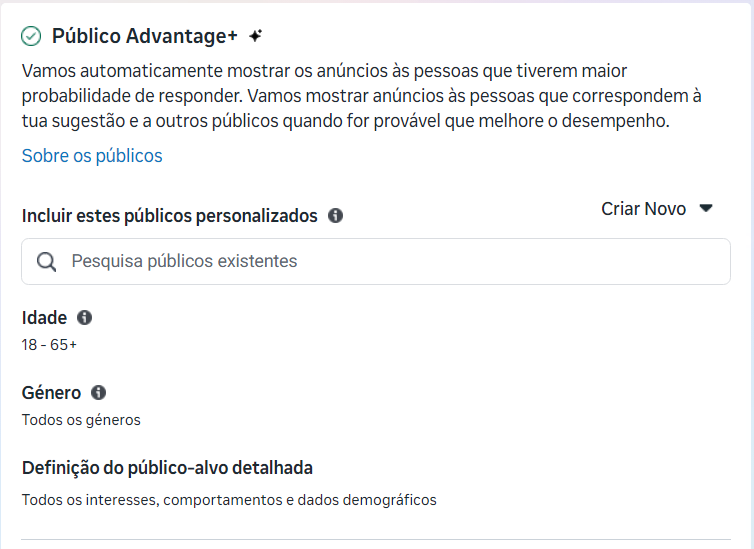 Público Advantage+
Vamos automaticamente mostrar os anúncios às pessoas que tiverem maior
probabilidade de responder. Vamos mostrar anúncios às pessoas que correspondem à
tua sugestão e a outros públicos quando for provável que melhore o desempenho.
Sobre os públicos
Incluir estes públicos personalizados
Criar Novo
Pesquisa públicos existentes
Idade
18 - 65+
Género
Todos os géneros
Definição do público-alvo detalhada
Todos os interesses, comportamentos e dados demográficos